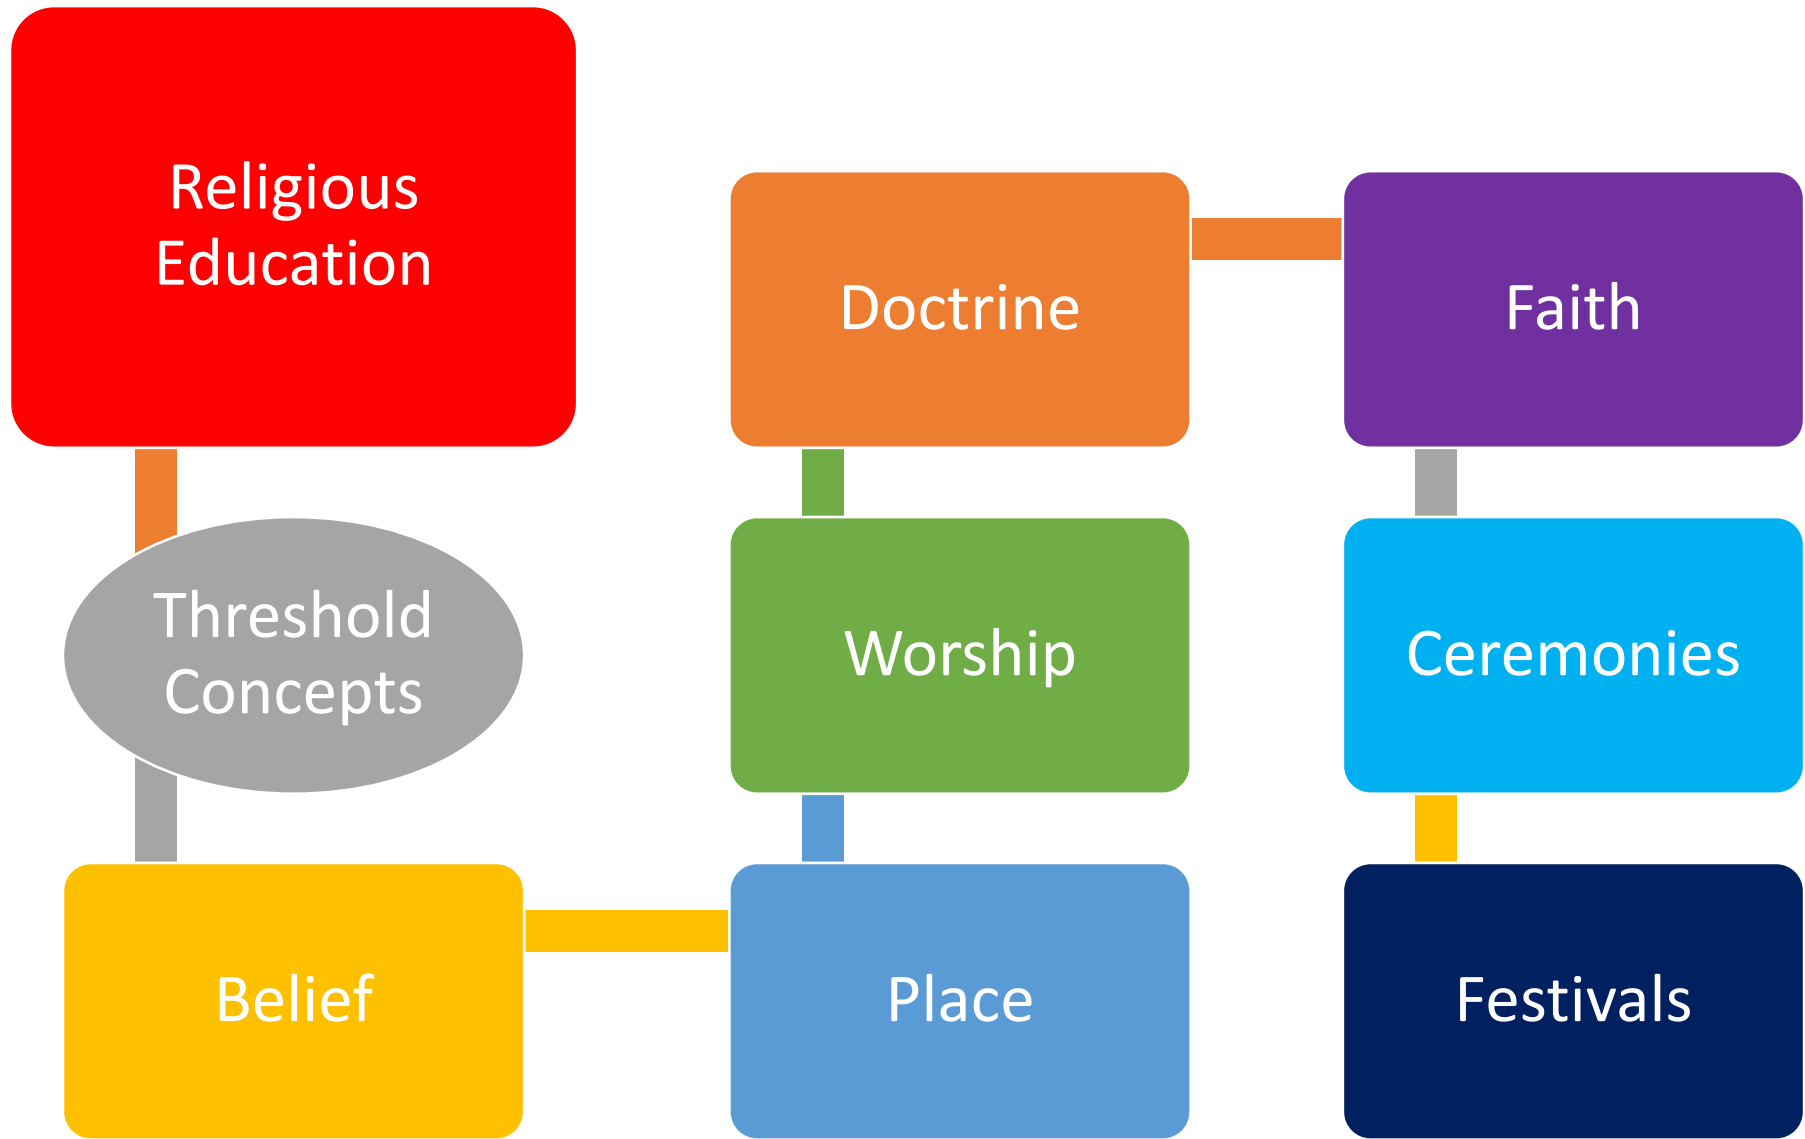 Religious
Education
Threshold
Concepts
Belief
Place
Worship
Doctrine
Faith
Ceremonies
Festivals